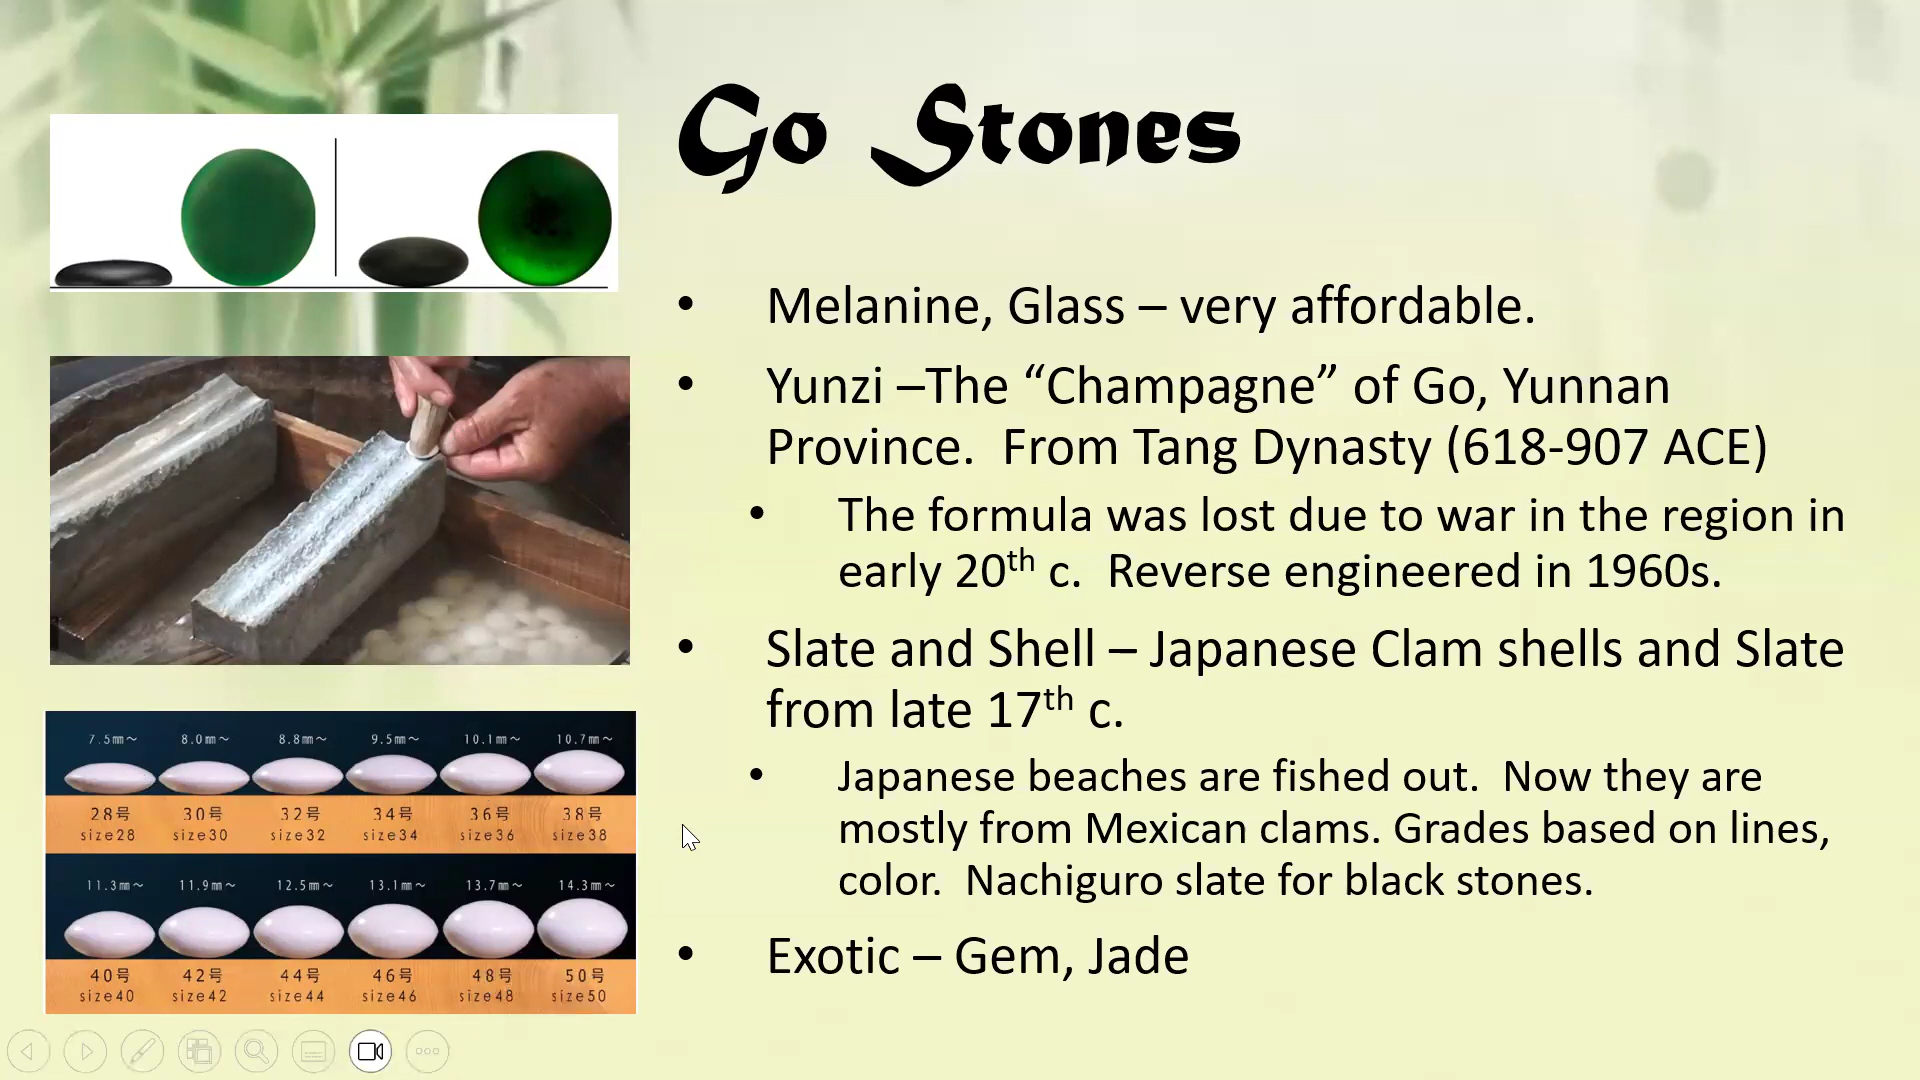 Go Stones
• Melanine, Glass – very affordable.
• Yunzi –The “Champagne” of Go, Yunnan
Province.  From Tang Dynasty (618-907 ACE)
• The formula was lost due to war in the region in
early 20th c.  Reverse engineered in 1960s.
• Slate and Shell – Japanese Clam shells and Slate
from late 17th c.
• Japanese beaches are fished out.  Now they are
mostly from Mexican clams. Grades based on lines,
color.  Nachiguro slate for black stones.
• Exotic – Gem, Jade
7.5㎜～ 8.0㎜～ 8.8㎜～ 9.5㎜～ 10.1㎜～ 10.7㎜～
28号 30号 32号 34号 36号 38号
size28 size30 size32 size34 size36 size38
11.3㎜～ 11.9㎜～ 12.5㎜～ 13.1㎜～ 13.7㎜～ 14.3㎜～
40号 42号 44号 46号 48号 50号
size40 size42 size44 size46 size48 size50